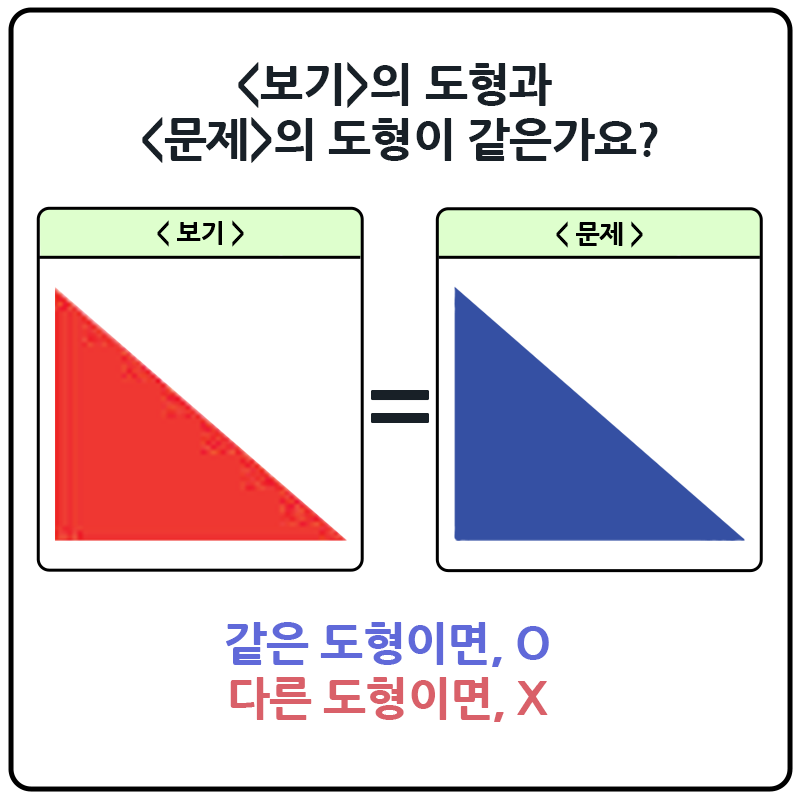 <보기>의 도형과
<문제>의 도형이 같은가요?
< 보기 >
< 문제 >
=
같은 도형이면, O
다른 도형이면, X